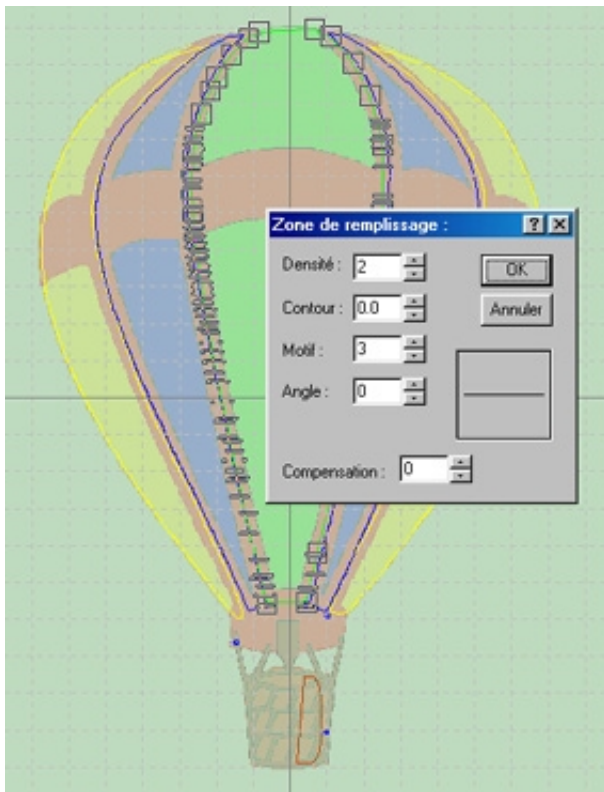 Zone de remplissage :
Densité : 2
OK
Contour : 0.0
Annuler
Motif : 3
Angle : 0
Compensation : 0